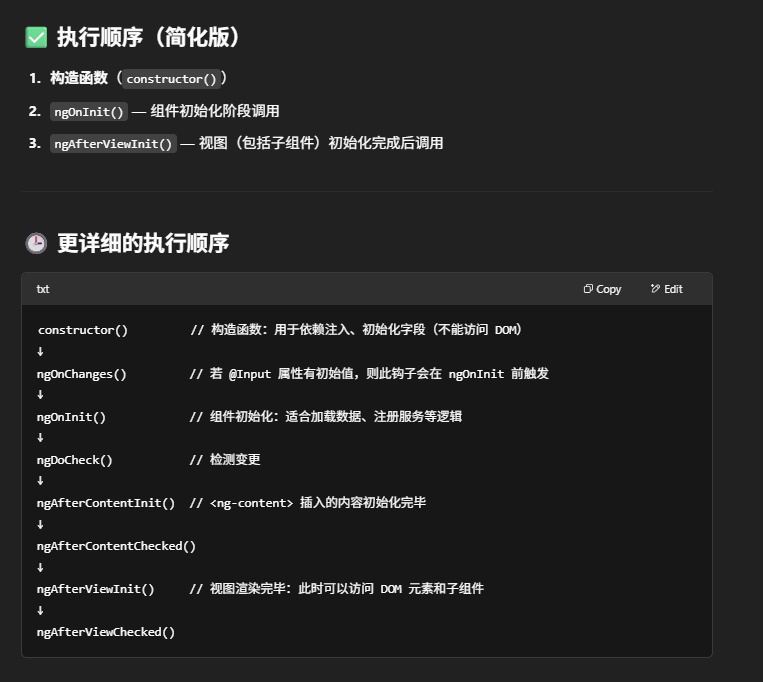 ✅ 执行顺序（简化版）
1. 构造函数（constructor()）
2. ngOnInit() — 组件初始化阶段调用
3. ngAfterViewInit() — 视图（包括子组件）初始化完成后调用
🕒 更详细的执行顺序
txt Copy Edit
constructor() // 构造函数：用于依赖注入、初始化字段（不能访问 DOM）
↓
ngOnChanges() // 若 @Input 属性有初始值，则此钩子会在 ngOnInit 前触发
↓
ngOnInit() // 组件初始化：适合加载数据、注册服务等逻辑
↓
ngDoCheck() // 检测变更
↓
ngAfterContentInit() // <ng-content> 插入的内容初始化完毕
↓
ngAfterContentChecked()
↓
ngAfterViewInit() // 视图渲染完毕：此时可以访问 DOM 元素和子组件
↓
ngAfterViewChecked()